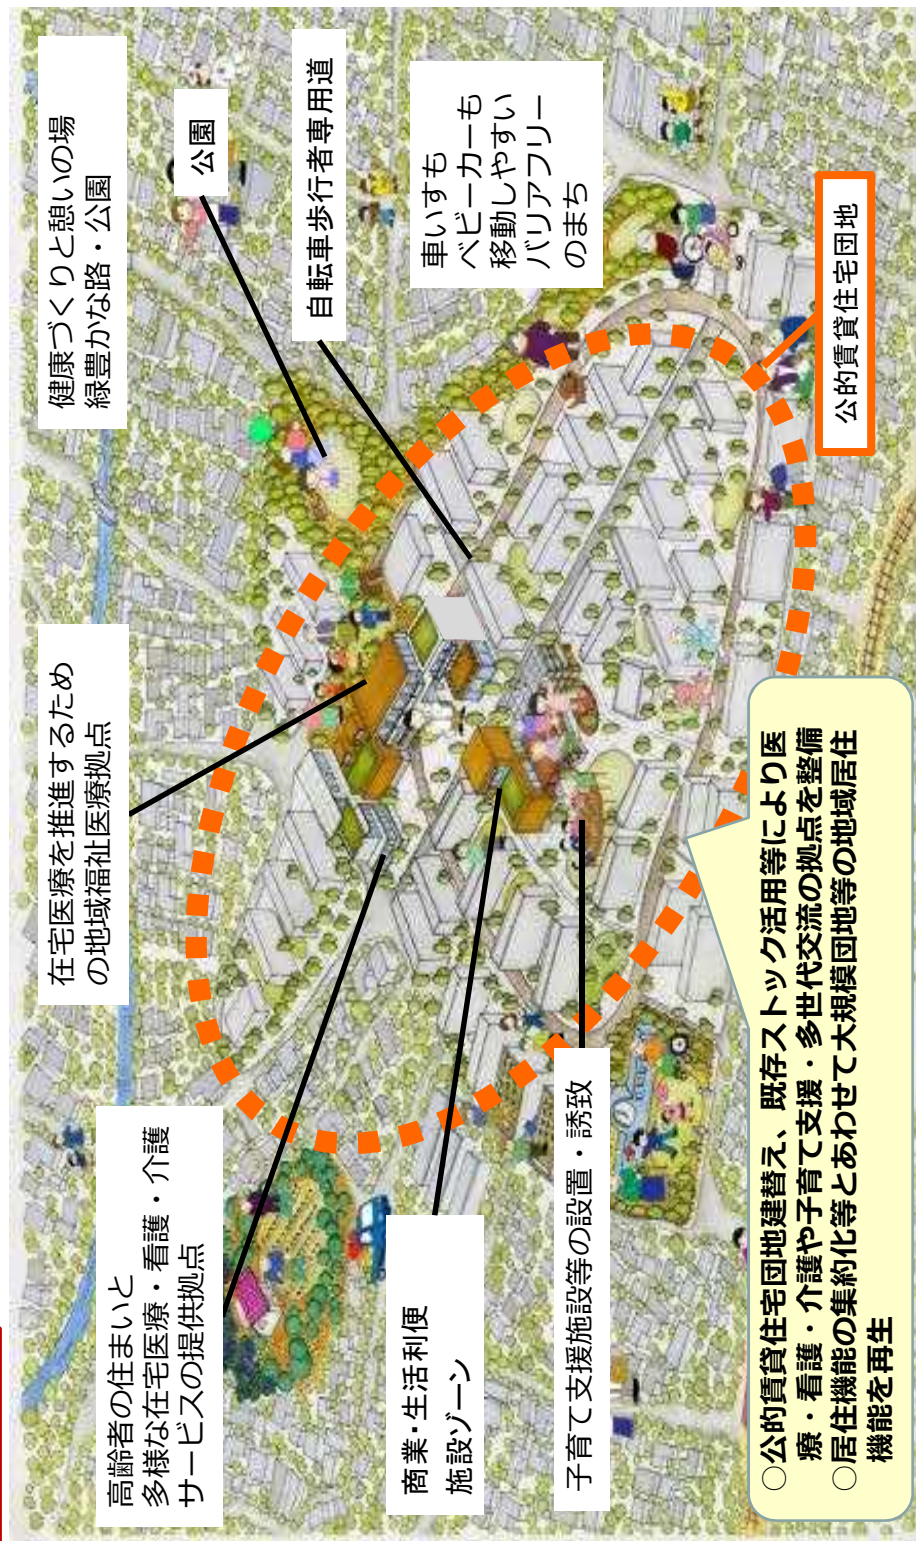 高齢者の住まいと
多様な在宅医療・看護・介護
サービスの提供拠点
在宅医療を推進するため
の地域福祉医療拠点
健康づくりと憩いの場
緑豊かな路・公園
公園
自転車歩行者専用道
商業・生活利便
施設ゾーン
車いすも
ベビーカーも
移動しやすい
バリアフリー
のまち
子育て支援施設等の設置・誘致
公的賃貸住宅団地
○公的賃貸住宅団地建替え、既存ストック活用等により医
療・看護・介護や子育て支援・多世代交流の拠点を整備
○居住機能の集約化等とあわせて大規模団地等の地域居住
機能を再生